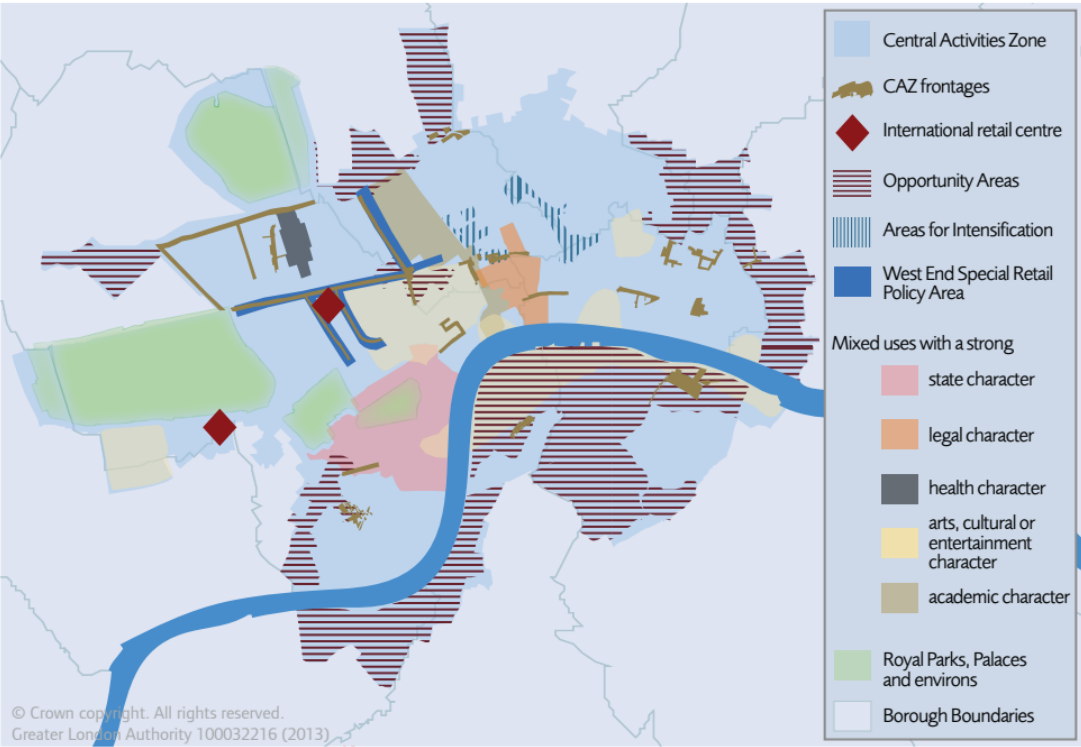 Central Activities Zone
CAZ frontages
International retail centre
Opportunity Areas
Areas for Intensification
West End Special Retail
Policy Area
Mixed uses with a strong
state character
legal character
health character
arts, cultural or
entertainment
character
academic character
Royal Parks, Palaces
and environs
Borough Boundaries
© Crown copyright. All rights reserved.
Greater London Authority 100032216 (2013)